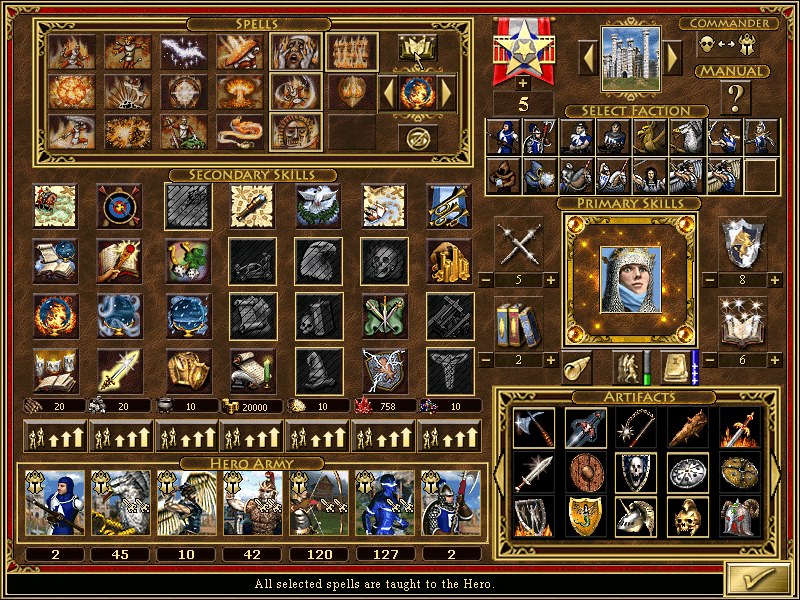 SPELLS
COMMANDER
MANUAL
?
5
SELECT FACTION
SECONDARY SKILLS
PRIMARY SKILLS
5
8
2
6
20
20
10
20000
10
758
10
ARTIFACTS
HERO ARMY
2
45
10
42
120
127
2
All selected spells are taught to the Hero.